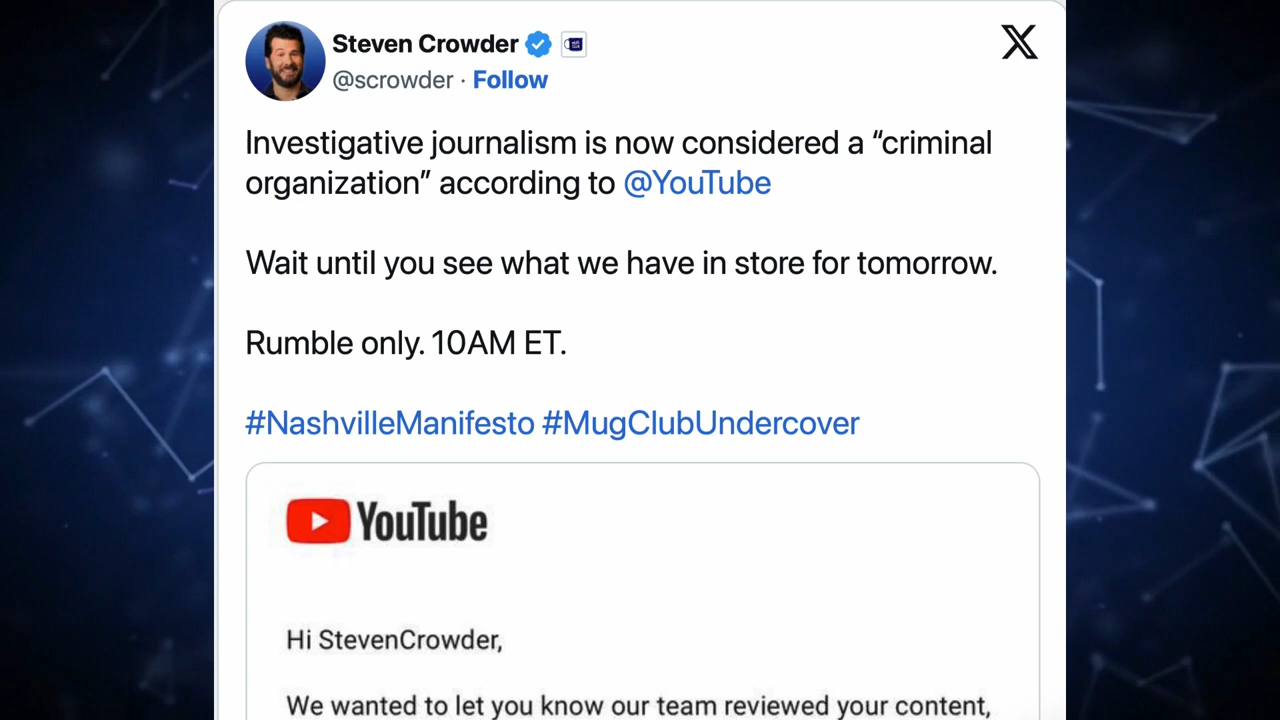 Steven Crowder
@scrowder · Follow
Investigative journalism is now considered a “criminal
organization” according to @YouTube
Wait until you see what we have in store for tomorrow.
Rumble only. 10AM ET.
#NashvilleManifesto #MugClubUndercover
YouTube
Hi StevenCrowder,
We wanted to let you know our team reviewed your content,